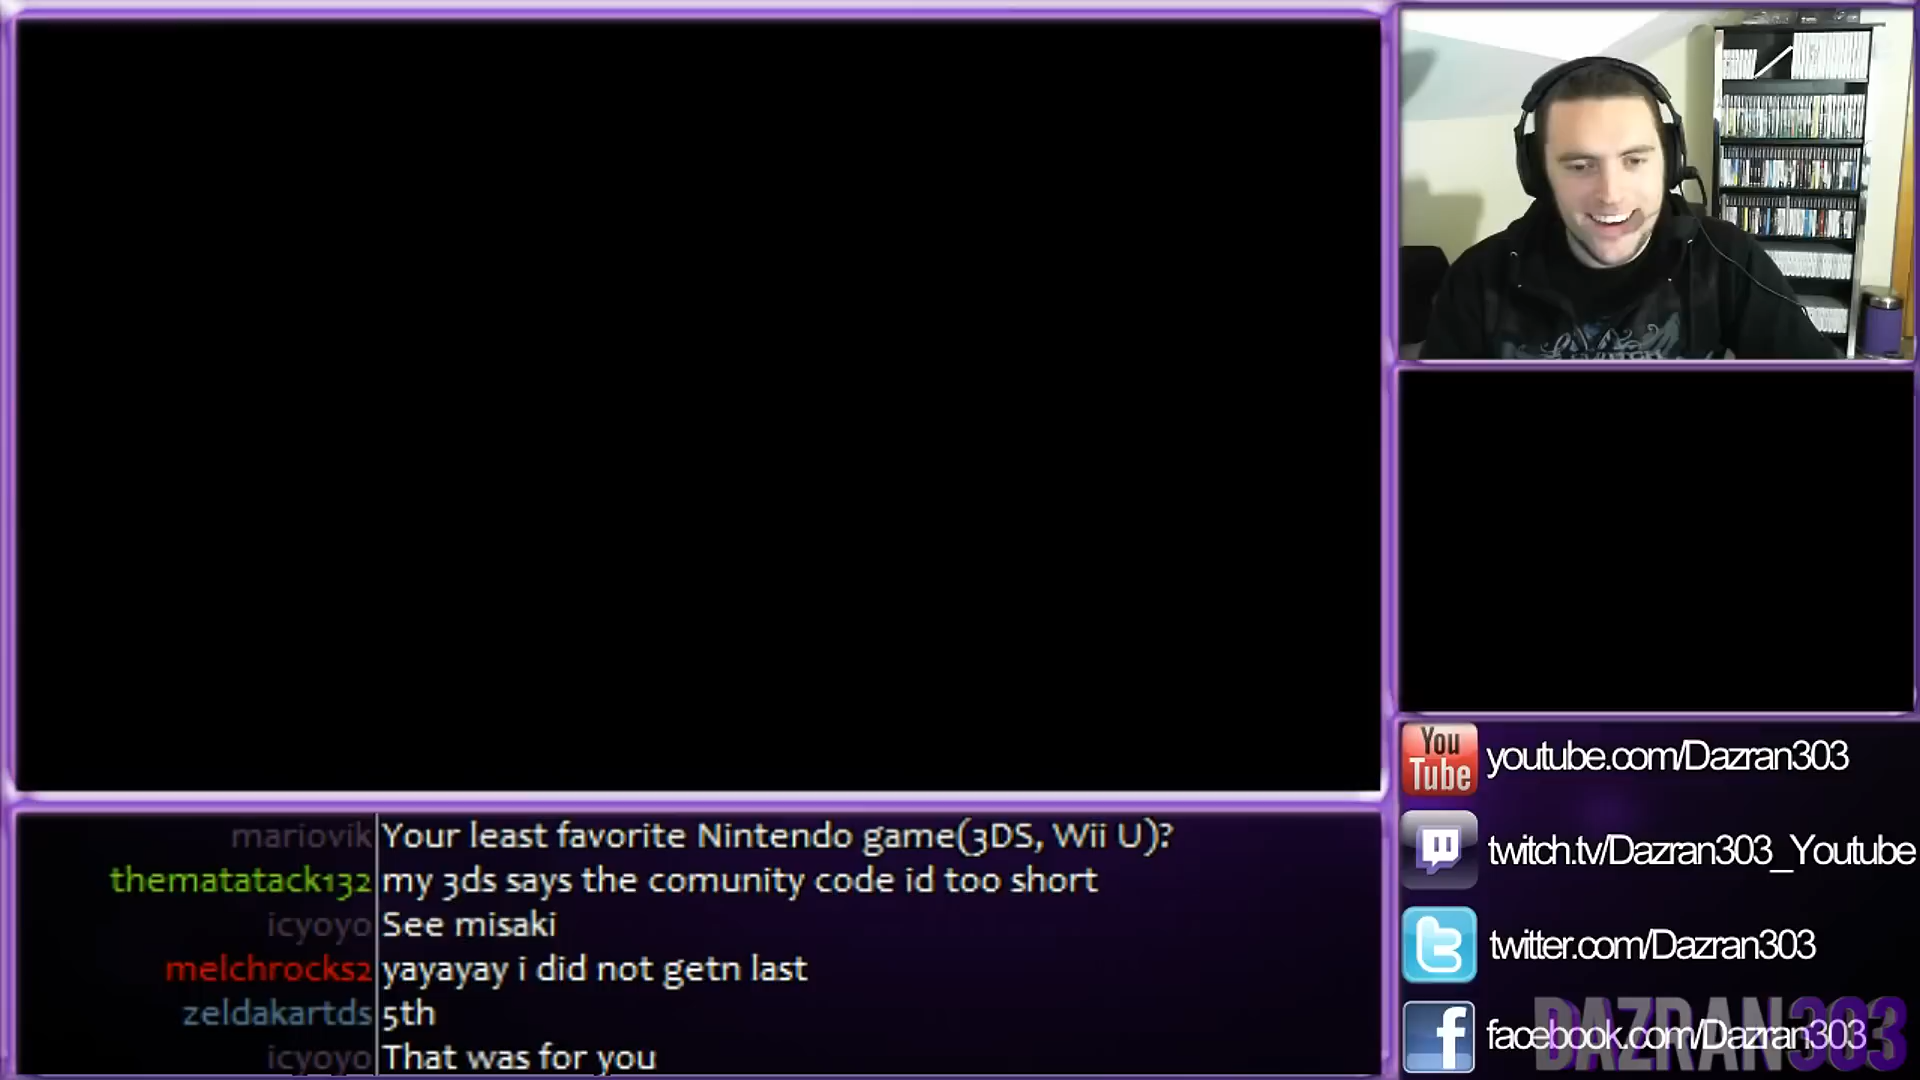 mariovik Your least favorite Nintendo game(3DS, Wii U)?
thematatack132 my 3ds says the comunity code id too short
icyoyo See misaki
melchrocks2 yayayay i did not getn last
zeldakartds 5th
icyoyo That was for you
You Tube youtube.com/Dazran303
twitch.tv/Dazran303_Youtube
twitter.com/Dazran303
f facebook.com/Dazran303
DAZRAN303